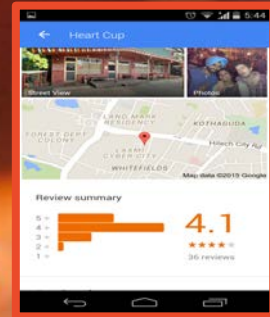 5:44
Heart Cup
Street View
Photos
LAND MARK
RESIDENCY
KOTHAGUDA
FOREST DEPT
COLONY
Hitech City Rd
LAXMI
CYBER CITY
WHITEFIELDS
Map data ©2015 Google
Review summary
5
4
3
2
1
4.1
36 reviews